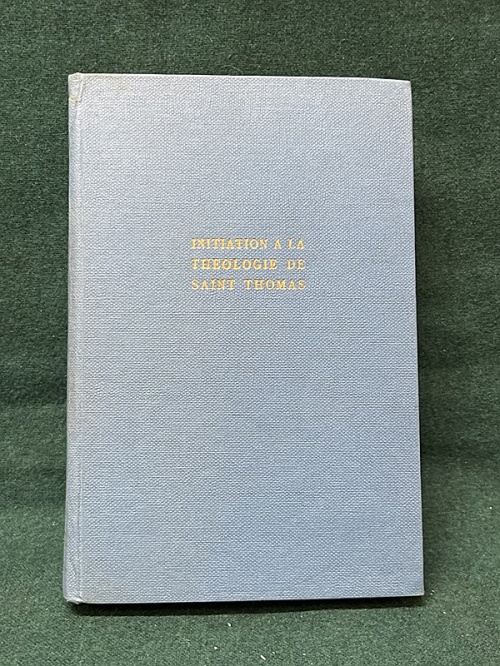 INITIATION A LA
THEOLOGIE DE
SAINT THOMAS